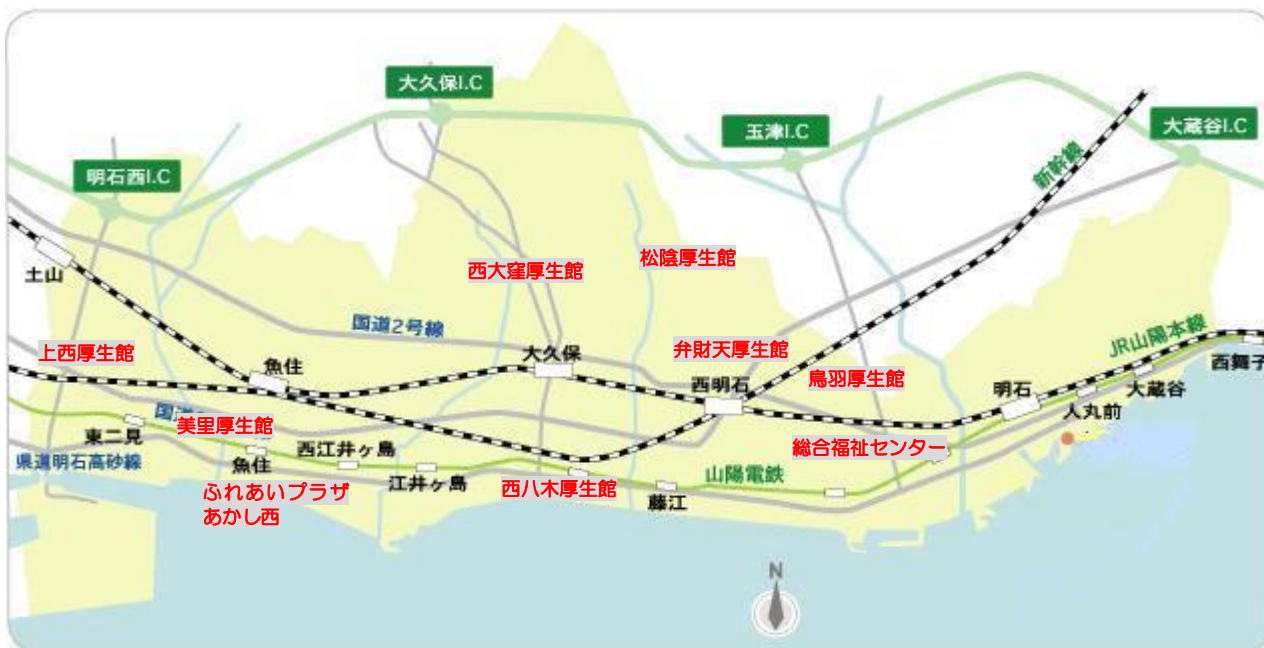 大久保I.C
玉津I.C
大蔵谷I.C
明石西I.C
新幹線
松陰厚生館
西大窪厚生館
土山
国道2号線
JR山陽本線
上西厚生館
大久保
弁財天厚生館
西舞子
魚住
西明石
鳥羽厚生館
明石
大蔵谷
人丸前
国道2
美里厚生館
東二見
西江井ヶ島
総合福祉センター
県道明石高砂線
魚住
江井ヶ島
西八木厚生館
山陽電鉄
藤江
ふれあいプラザ
あかし西
N